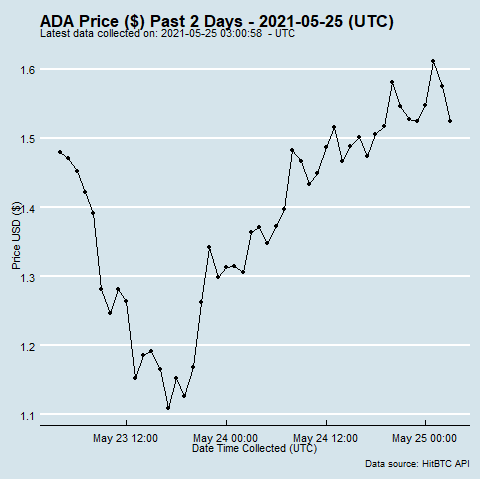 ADA Price ($) Past 2 Days - 2021-05-25 (UTC)
Latest data collected on: 2021-05-25 03:00:58 - UTC
1.6
1.5
1.4
1.3
1.2
1.1
Price USD ($)
May 23 12:00 May 24 00:00 May 24 12:00 May 25 00:00
Date Time Collected (UTC)
Data source: HitBTC API